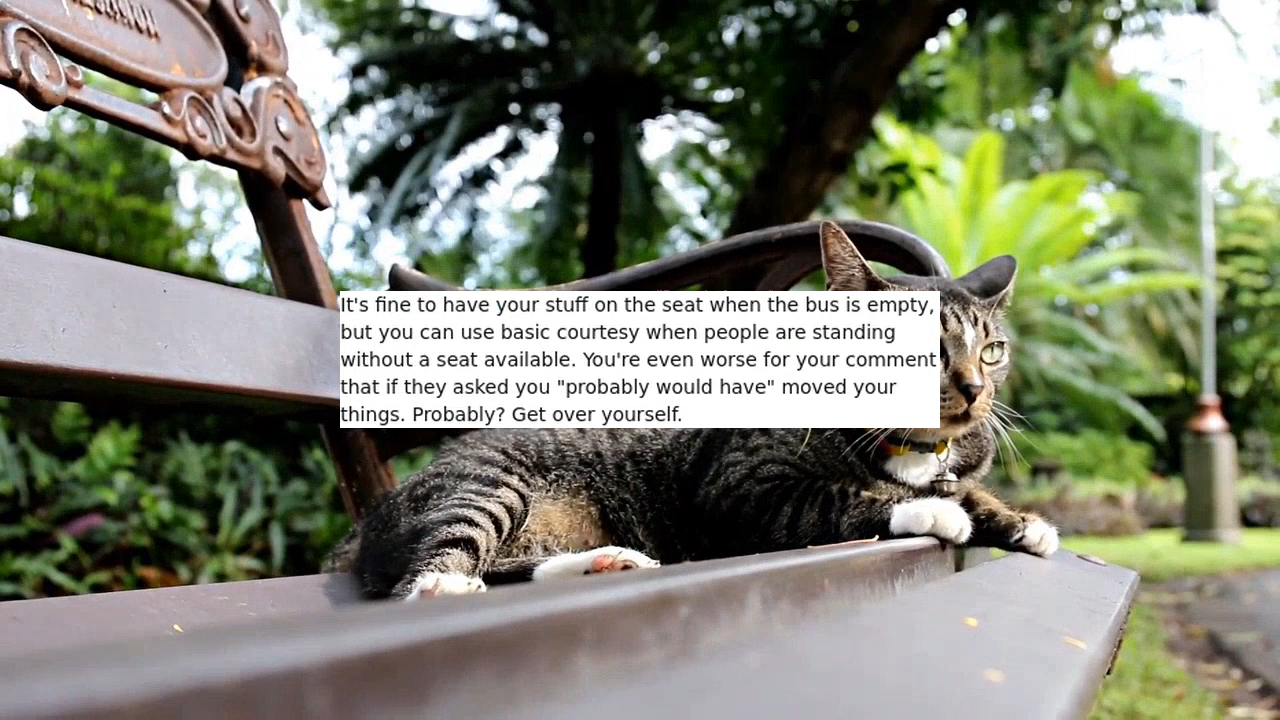 It's fine to have your stuff on the seat when the bus is empty,
but you can use basic courtesy when people are standing
without a seat available. You're even worse for your comment
that if they asked you "probably would have" moved your
things. Probably? Get over yourself.